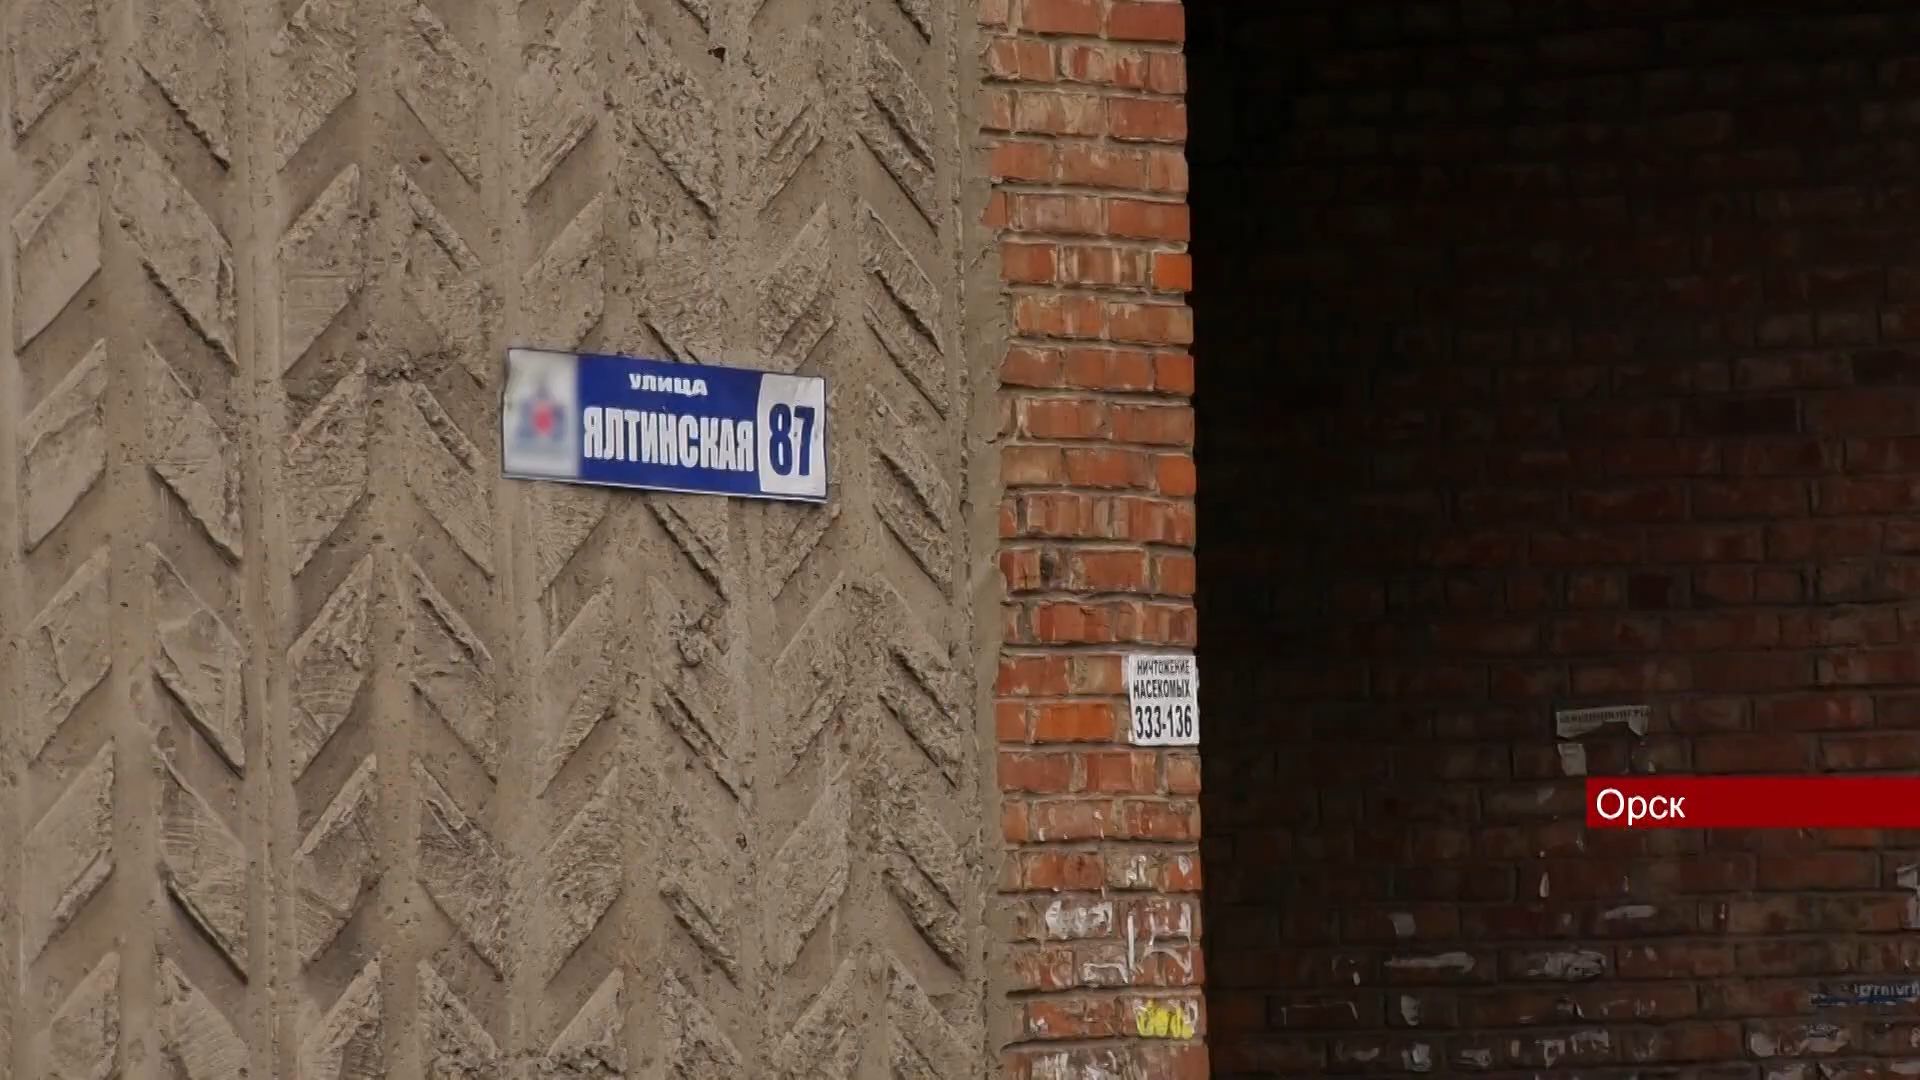 УЛИЦА
ЯЛТИНСКАЯ
87
НИЧТОЖЕНИЕ
НАСЕКОМЫХ
333-136
Орск